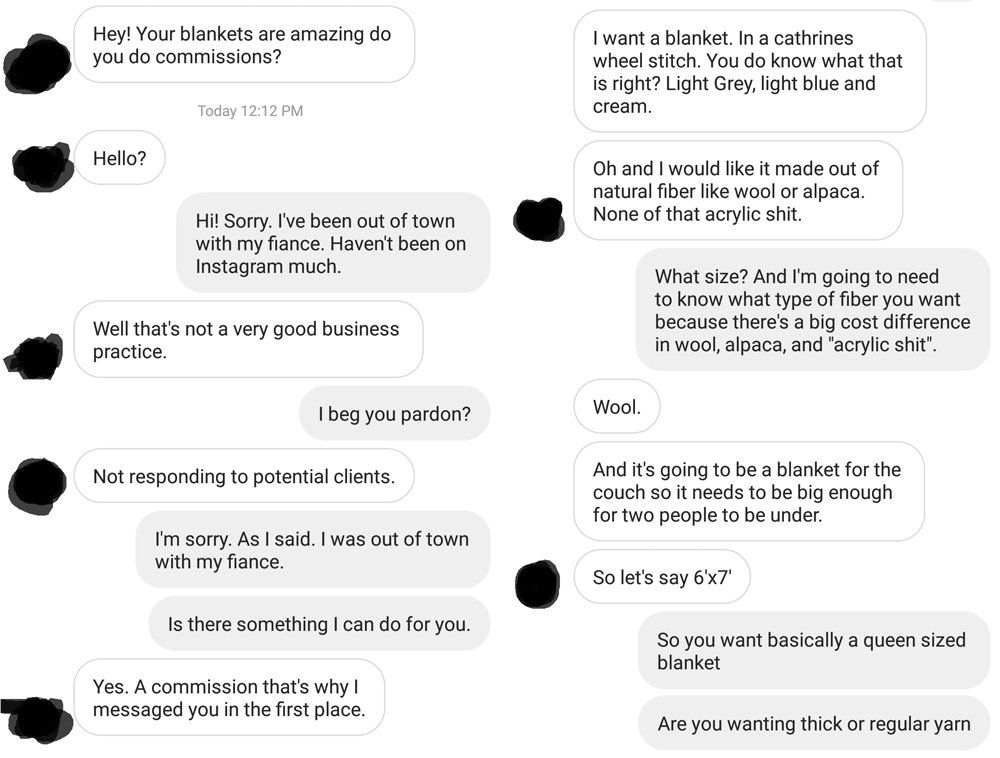 Hey! Your blankets are amazing do
you do commissions?
Today 12:12 PM
Hello?
Hi! Sorry. I've been out of town
with my fiance. Haven't been on
Instagram much.
Well that's not a very good business
practice.
I beg you pardon?
Not responding to potential clients.
I'm sorry. As I said. I was out of town
with my fiance.
Is there something I can do for you.
Yes. A commission that's why I
messaged you in the first place.
I want a blanket. In a cathrines
wheel stitch. You do know what that
is right? Light Grey, light blue and
cream.
Oh and I would like it made out of
natural fiber like wool or alpaca.
None of that acrylic shit.
What size? And I'm going to need
to know what type of fiber you want
because there's a big cost difference
in wool, alpaca, and "acrylic shit".
Wool.
And it's going to be a blanket for the
couch so it needs to be big enough
for two people to be under.
So let's say 6'x7'
So you want basically a queen sized
blanket
Are you wanting thick or regular yarn